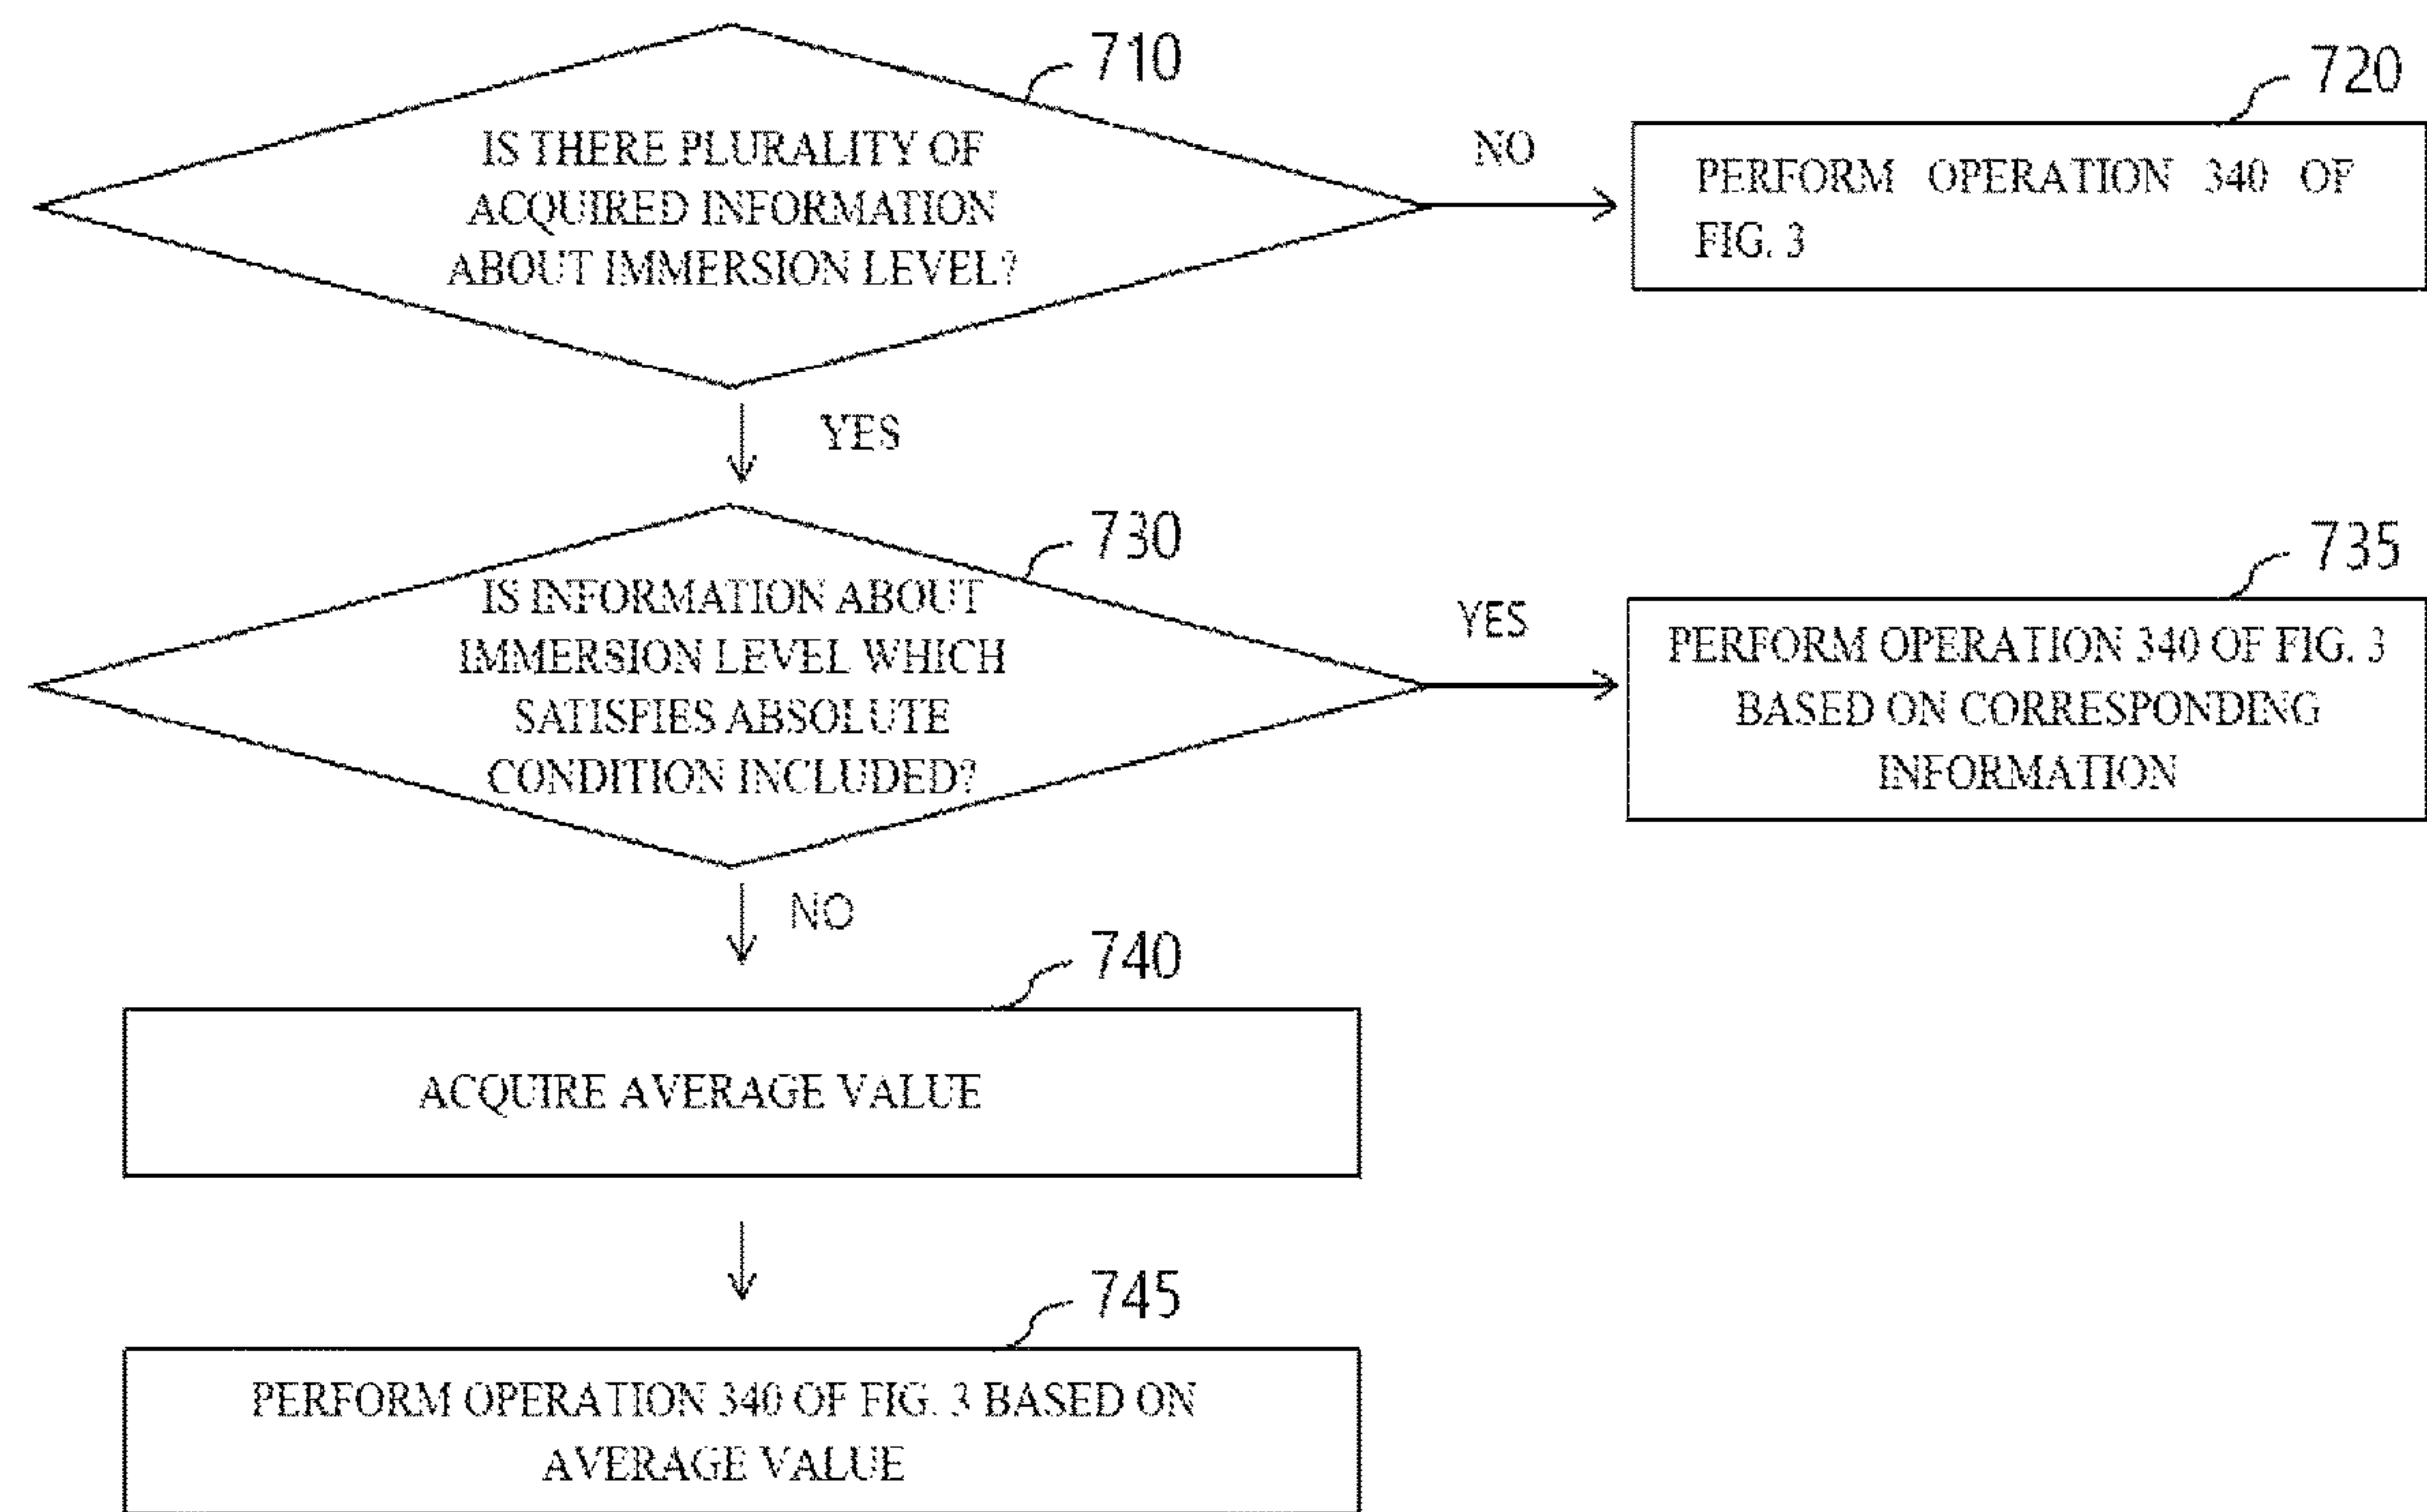 710
IS THERE PLURALITY OF
ACQUIRED INFORMATION
ABOUT IMMERSION LEVEL?
NO
720
PERFORM OPERATION 340 OF
FIG. 3
YES
730
IS INFORMATION ABOUT
IMMERSION LEVEL WHICH
SATISFIES ABSOLUTE
CONDITION INCLUDED?
YES
735
PERFORM OPERATION 340 OF FIG. 3
BASED ON CORRESPONDING
INFORMATION
NO
740
ACQUIRE AVERAGE VALUE
745
PERFORM OPERATION 340 OF FIG. 3 BASED ON
AVERAGE VALUE